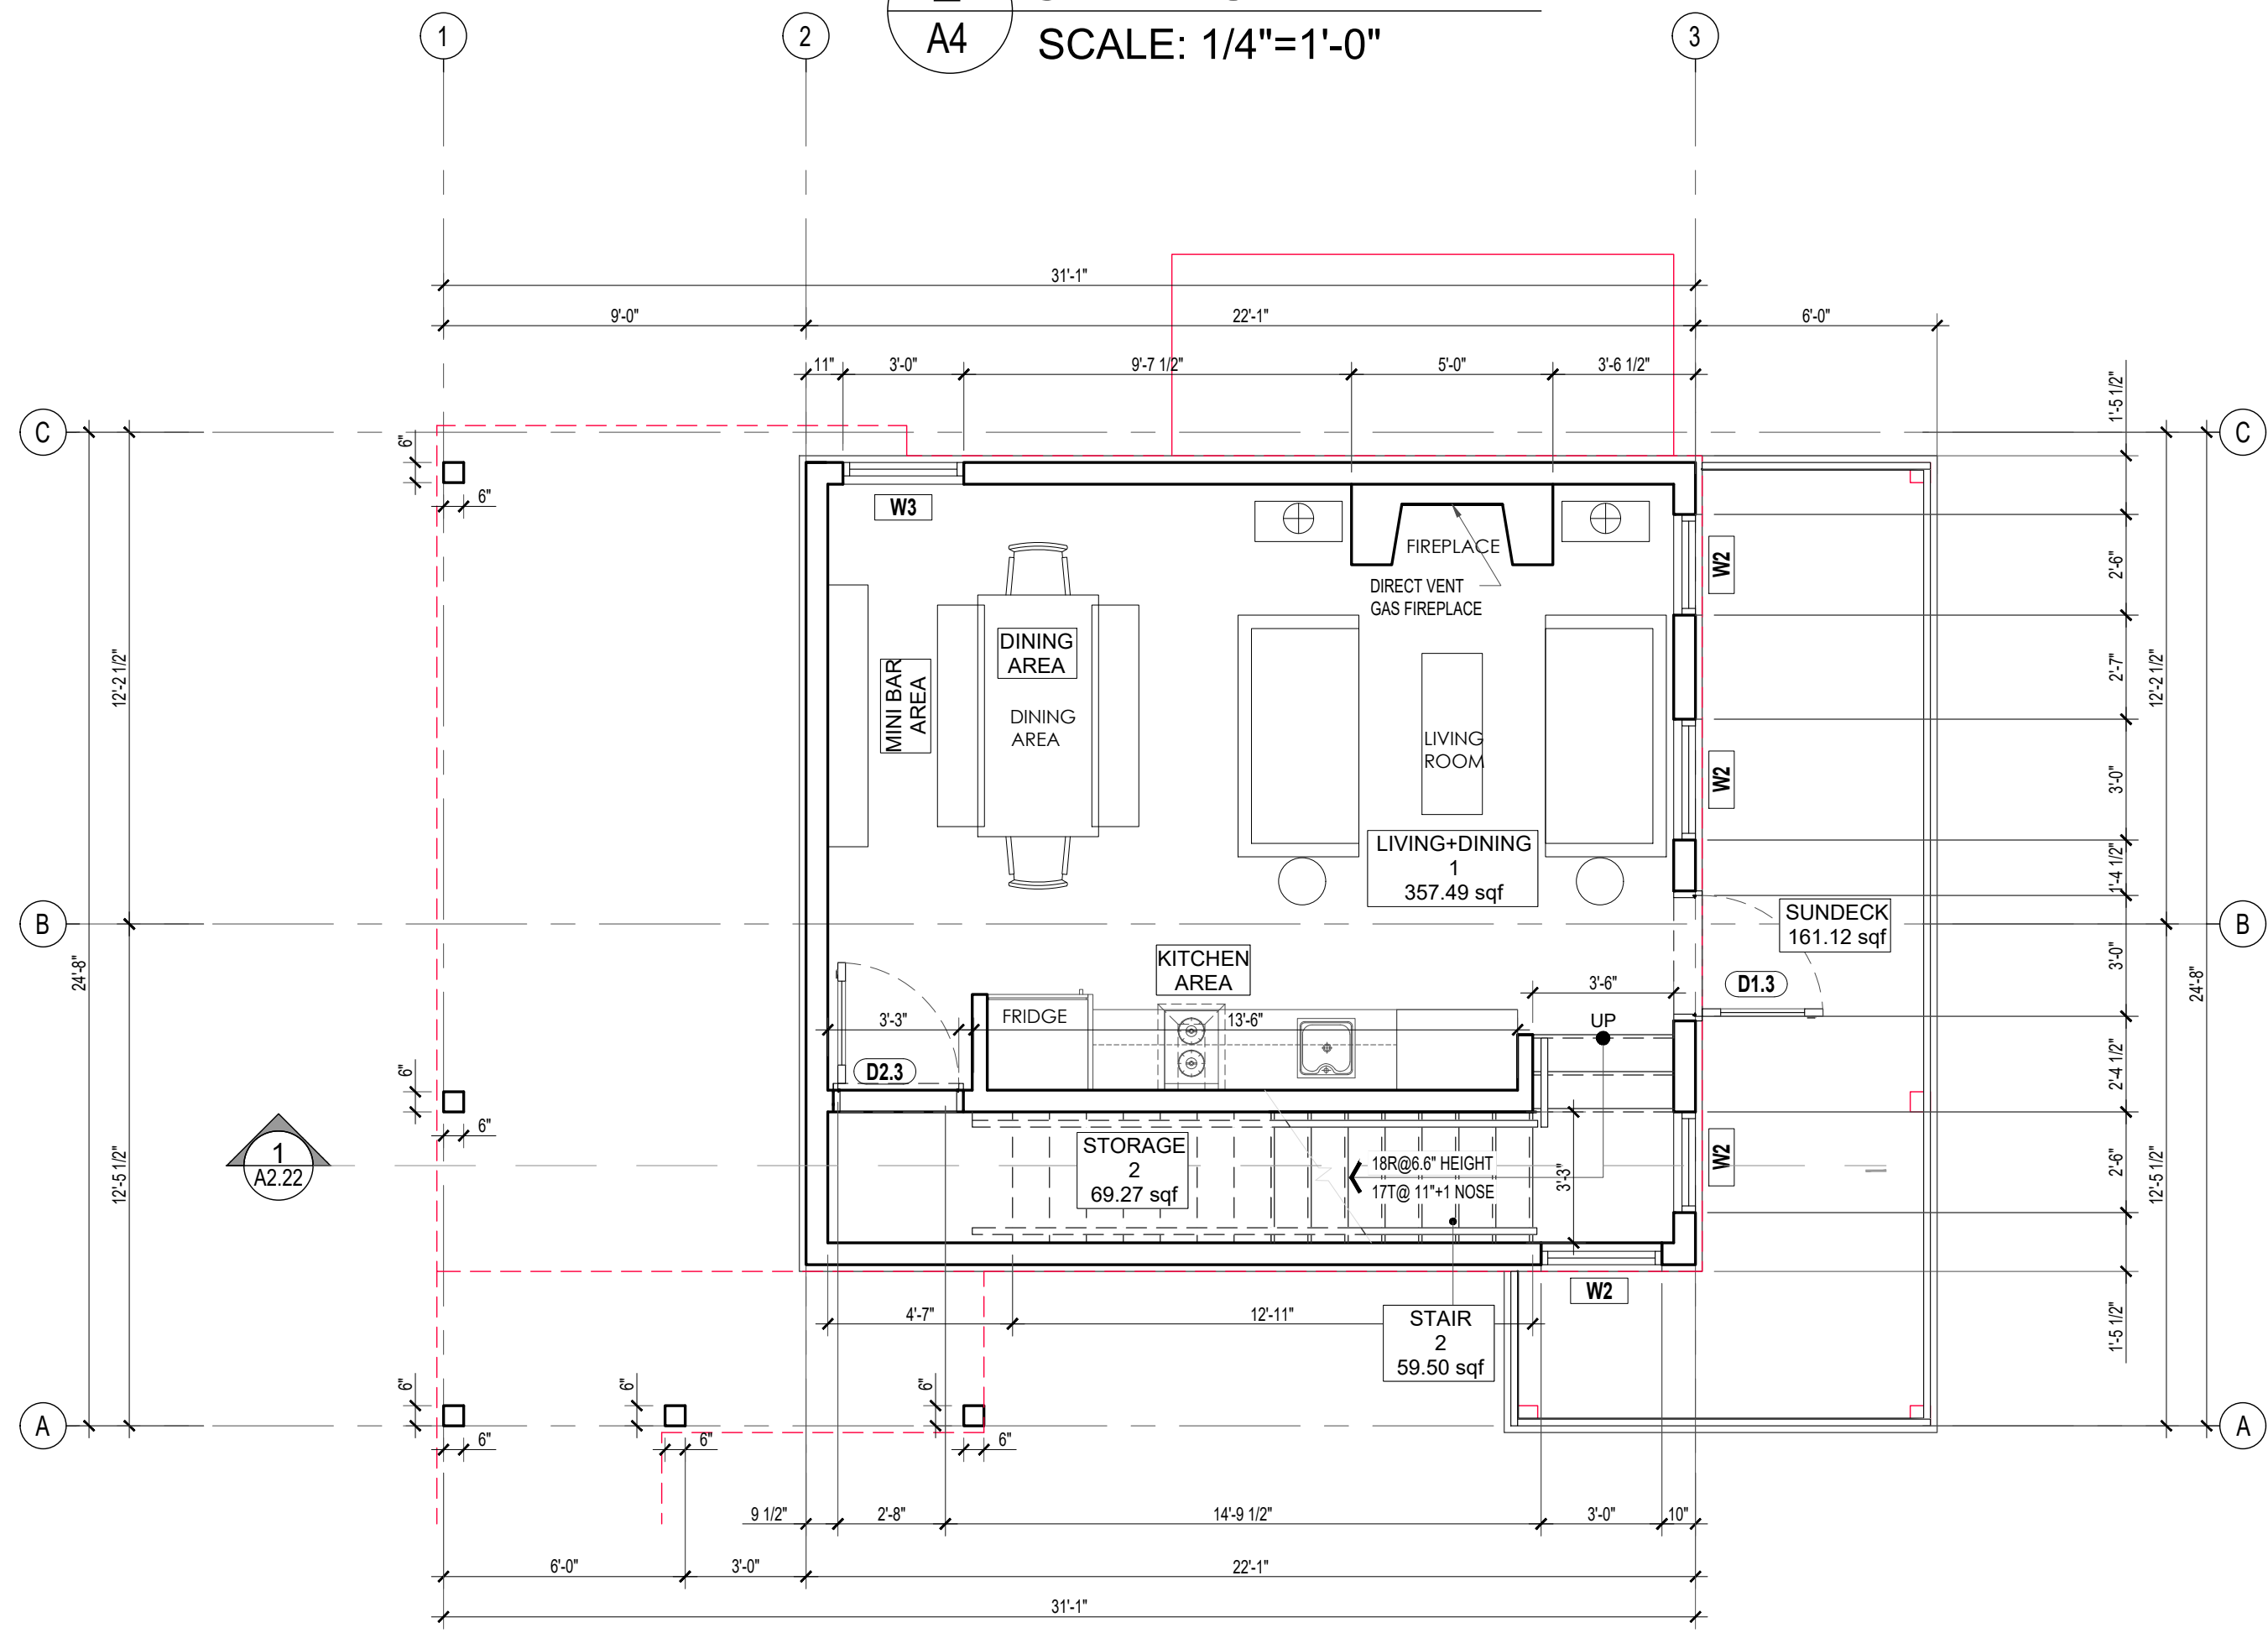 A4
SCALE: 1/4"=1'-0"
1
2
3
31'-1"
9'-0"
22'-1"
6'-0"
11"
3'-0"
9'-7 1/2"
5'-0"
3'-6 1/2"
1'-5 1/2"
C
C
6"
6"
W3
FIREPLACE
DIRECT VENT
GAS FIREPLACE
W2
2'-6"
DINING
AREA
MINI BAR
AREA
DINING
AREA
LIVING
ROOM
12'-2 1/2"
2'-7"
12'-2 1/2"
W2
3'-0"
LIVING+DINING
1
357.49 sqf
1'-4 1/2"
SUNDECK
161.12 sqf
B
B
24'-8"
KITCHEN
AREA
3'-0"
24'-8"
3'-6"
D1.3
3'-3"
FRIDGE
13'-6"
UP
D2.3
6"
6"
2'-4 1/2"
1
A2.22
12'-5 1/2"
STORAGE
2
69.27 sqf
18R@6.6" HEIGHT
17T@ 11"+1 NOSE
3'-3"
W2
2'-6"
12'-5 1/2"
W2
4'-7"
12'-11"
STAIR
2
59.50 sqf
1'-5 1/2"
6"
6"
6"
A
A
6"
6"
6"
9 1/2"
2'-8"
14'-9 1/2"
3'-0"
10"
6'-0"
3'-0"
22'-1"
31'-1"